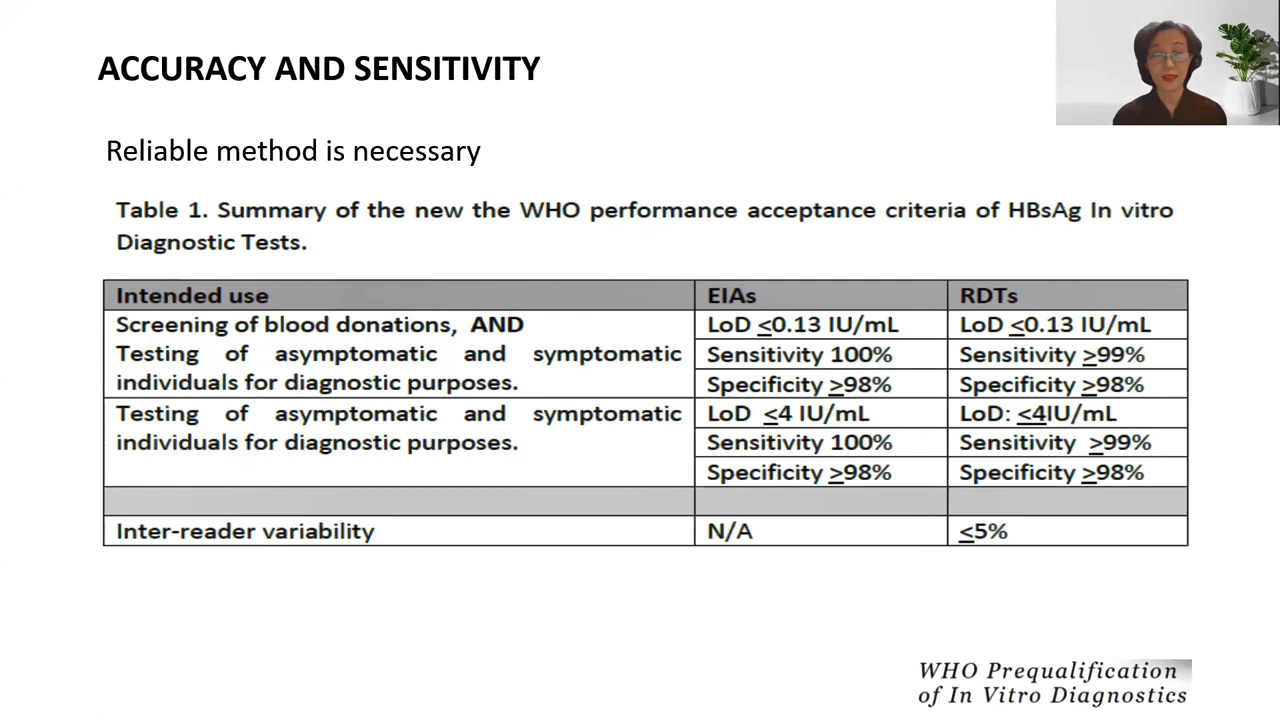 ACCURACY AND SENSITIVITY
Reliable method is necessary
Table 1. Summary of the new the WHO performance acceptance criteria of HBsAg In vitro
Diagnostic Tests.
Intended use EIAs RDTs
Screening of blood donations, AND LoD ≤0.13 IU/mL LoD ≤0.13 IU/mL
Testing of asymptomatic and symptomatic Sensitivity 100% Sensitivity ≥99%
individuals for diagnostic purposes. Specificity ≥98% Specificity ≥98%
Testing of asymptomatic and symptomatic LoD ≤4 IU/mL LoD: ≤4IU/mL
individuals for diagnostic purposes. Sensitivity 100% Sensitivity ≥99%
Specificity ≥98% Specificity ≥98%
Inter-reader variability N/A ≤5%
WHO Prequalification
of In Vitro Diagnostics